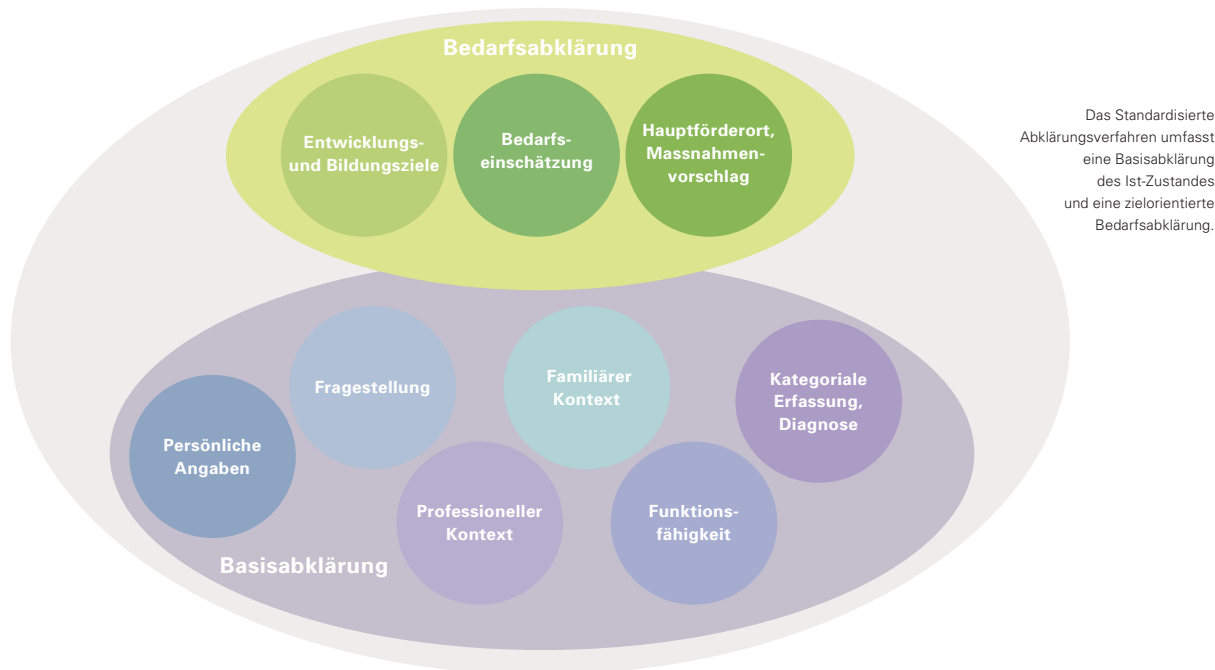 Bedarfsabklärung
Entwicklungs-
und Bildungsziele
Bedarfs-
einschätzung
Hauptförderort,
Massnahmen-
vorschlag
Das Standardisierte
Abklärungsverfahren umfasst
eine Basisabklärung
des Ist-Zustandes
und eine zielorientierte
Bedarfsabklärung.
Persönliche
Angaben
Fragestellung
Professioneller
Kontext
Familiärer
Kontext
Funktions-
fähigkeit
Kategoriale
Erfassung,
Diagnose
Basisabklärung